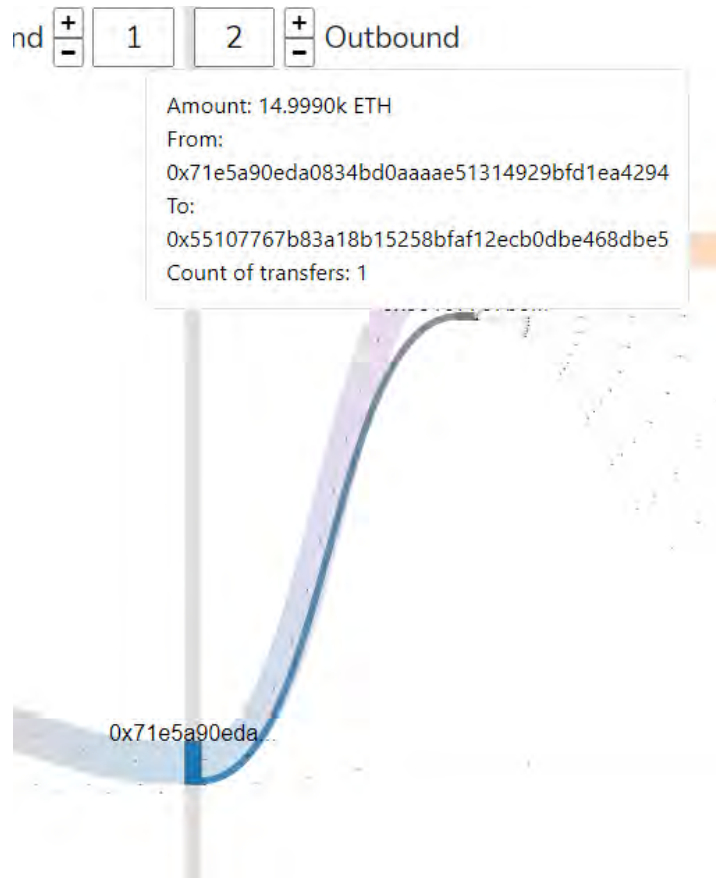 nd + - 1 2 + - Outbound
Amount: 14.9990k ETH
From:
0x71e5a90eda0834bd0aaaae51314929bfd1ea4294
To:
0x55107767b83a18b15258bfaf12ecb0dbe468dbe5
Count of transfers: 1
0x71e5a90eda...